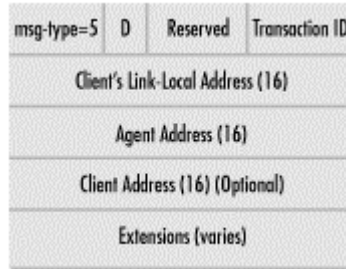 msg-type=5 D Reserved Transaction ID
Client's Link-Local Address (16)
Agent Address (16)
Client Address (16) (Optional)
Extensions (varies)